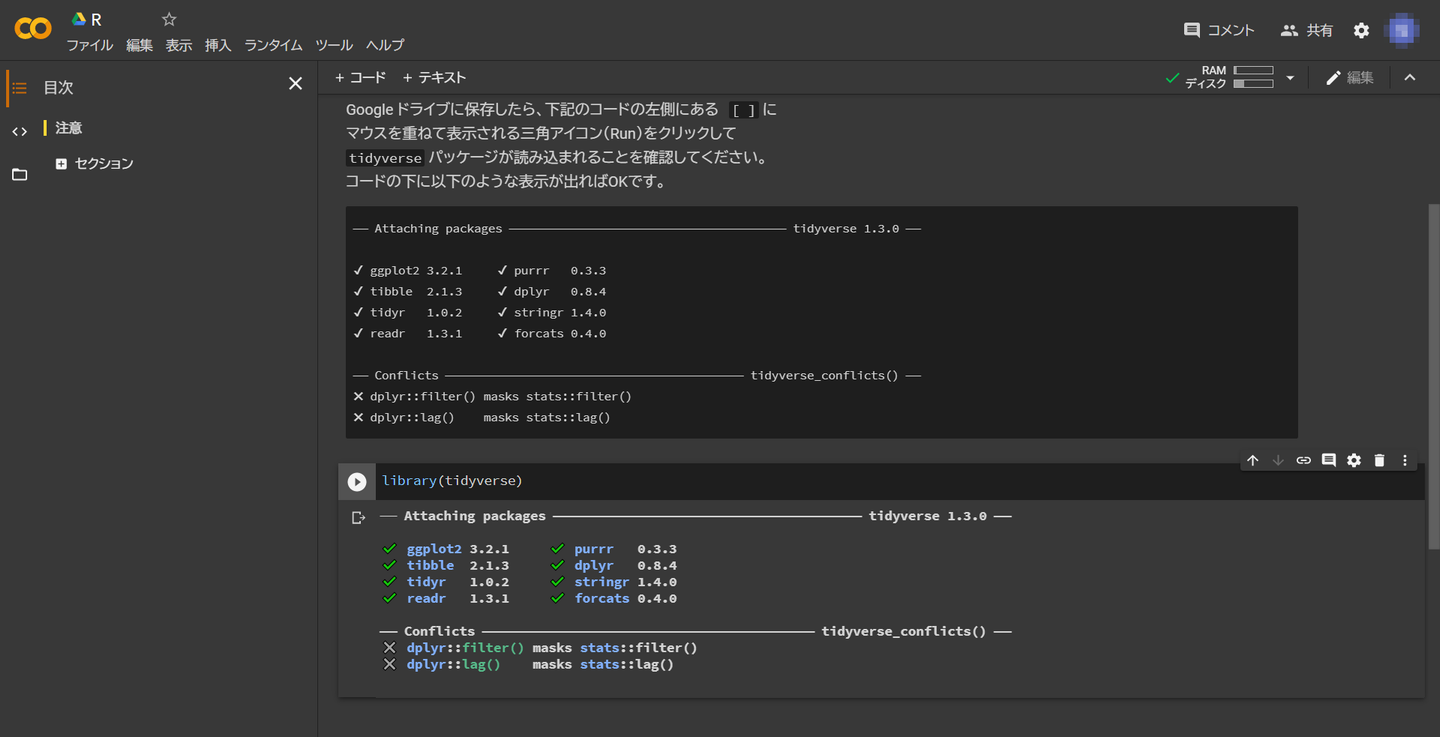 R
ファイル 編集 表示 挿入 ランタイム ツール ヘルプ
コメント 共有
目次
注意
セクション
+ コード + テキスト
RAM
ディスク
編集
Google ドライブに保存したら、下記のコードの左側にある [ ] に
マウスを重ねて表示される三角アイコン(Run)をクリックして
tidyverse パッケージが読み込まれることを確認してください。
コードの下に以下のような表示が出ればOKです。
── Attaching packages ─────────────────── tidyverse 1.3.0 ──
✓ ggplot2 3.2.1 ✓ purrr 0.3.3
✓ tibble 2.1.3 ✓ dplyr 0.8.4
✓ tidyr 1.0.2 ✓ stringr 1.4.0
✓ readr 1.3.1 ✓ forcats 0.4.0
── Conflicts ─────────────────── tidyverse_conflicts() ──
✕ dplyr::filter() masks stats::filter()
✕ dplyr::lag() masks stats::lag()
library(tidyverse)
── Attaching packages ─────────────────── tidyverse 1.3.0 ──
✓ ggplot2 3.2.1 ✓ purrr 0.3.3
✓ tibble 2.1.3 ✓ dplyr 0.8.4
✓ tidyr 1.0.2 ✓ stringr 1.4.0
✓ readr 1.3.1 ✓ forcats 0.4.0
── Conflicts ─────────────────── tidyverse_conflicts() ──
✕ dplyr::filter() masks stats::filter()
✕ dplyr::lag() masks stats::lag()